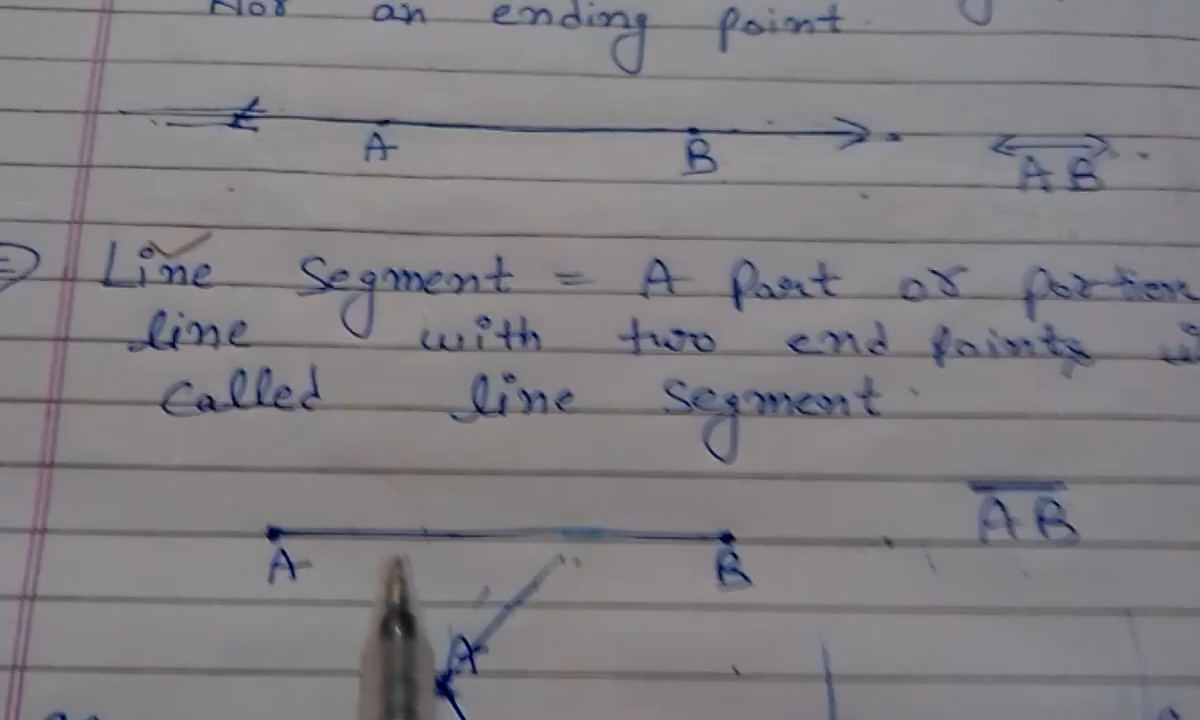 Nor an ending point
A B AB
Line Segment = A Part or portion
line with two end points
called line segment.
A B AB
A